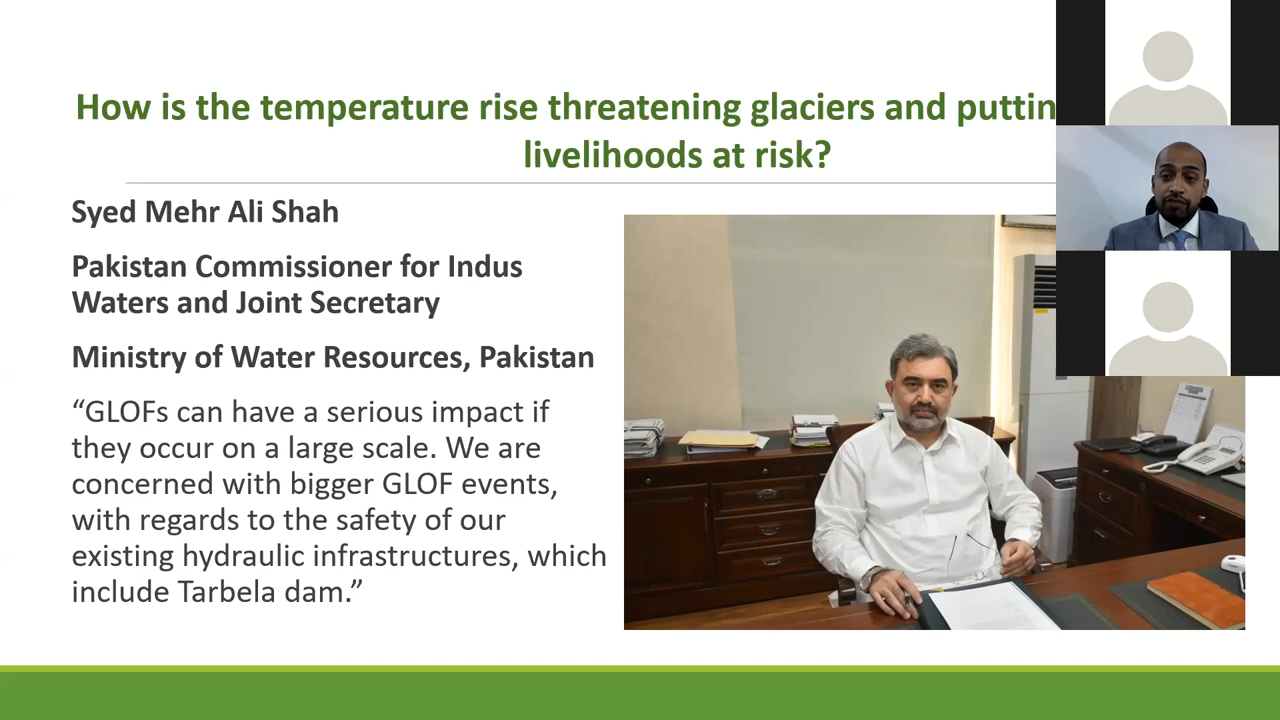 How is the temperature rise threatening glaciers and puttin
livelihoods at risk?
Syed Mehr Ali Shah
Pakistan Commissioner for Indus
Waters and Joint Secretary
Ministry of Water Resources, Pakistan
“GLOFs can have a serious impact if
they occur on a large scale. We are
concerned with bigger GLOF events,
with regards to the safety of our
existing hydraulic infrastructures, which
include Tarbela dam.”